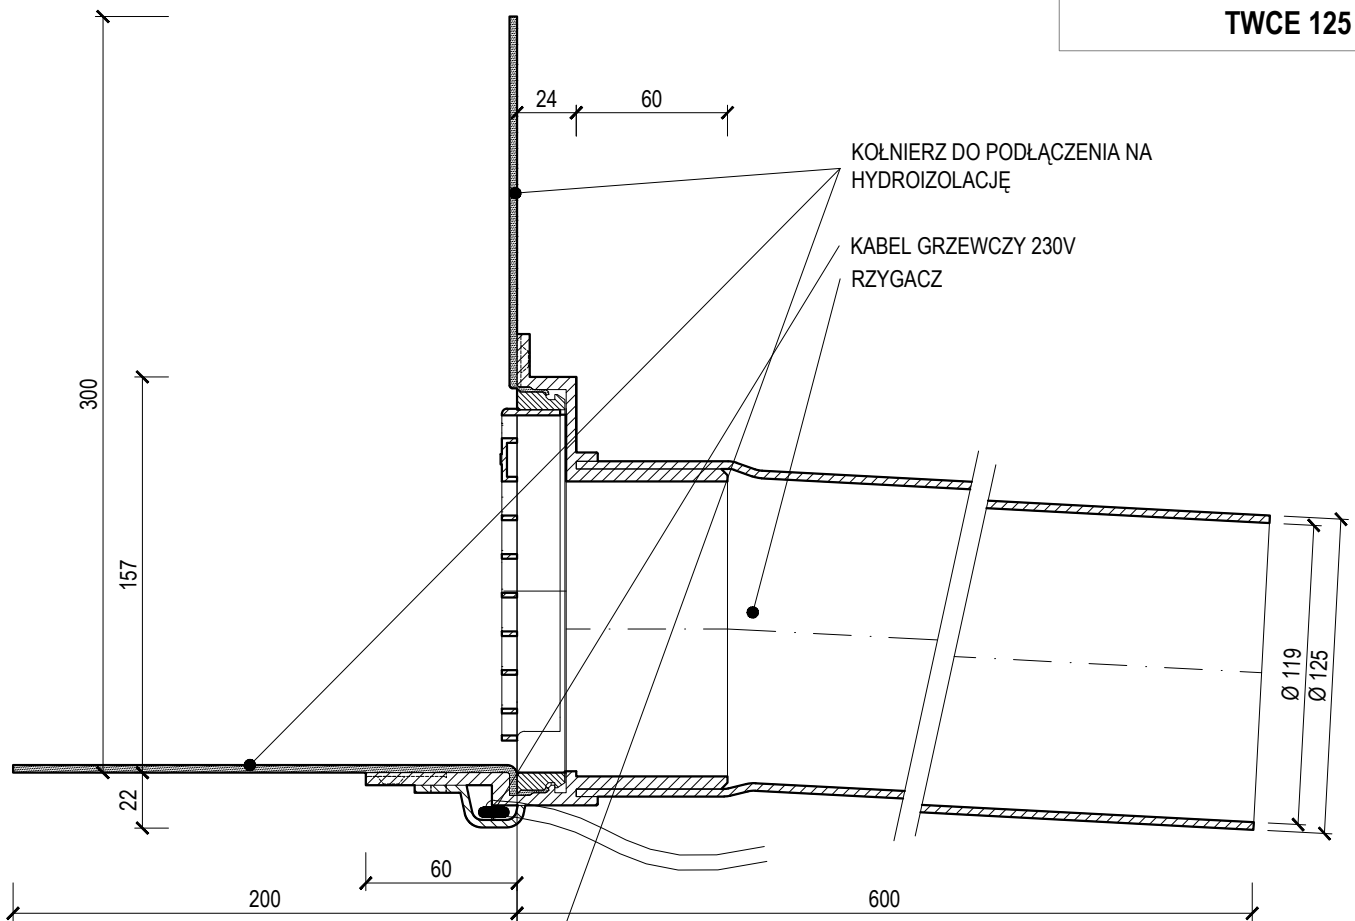 TWCE 125
24
60
KOŁNIERZ DO PODŁĄCZENIA NA
HYDROIZOLACJĘ
KABEL GRZEWCZY 230V
RZYGACZ
300
157
22
Ø 119
Ø 125
60
200
600